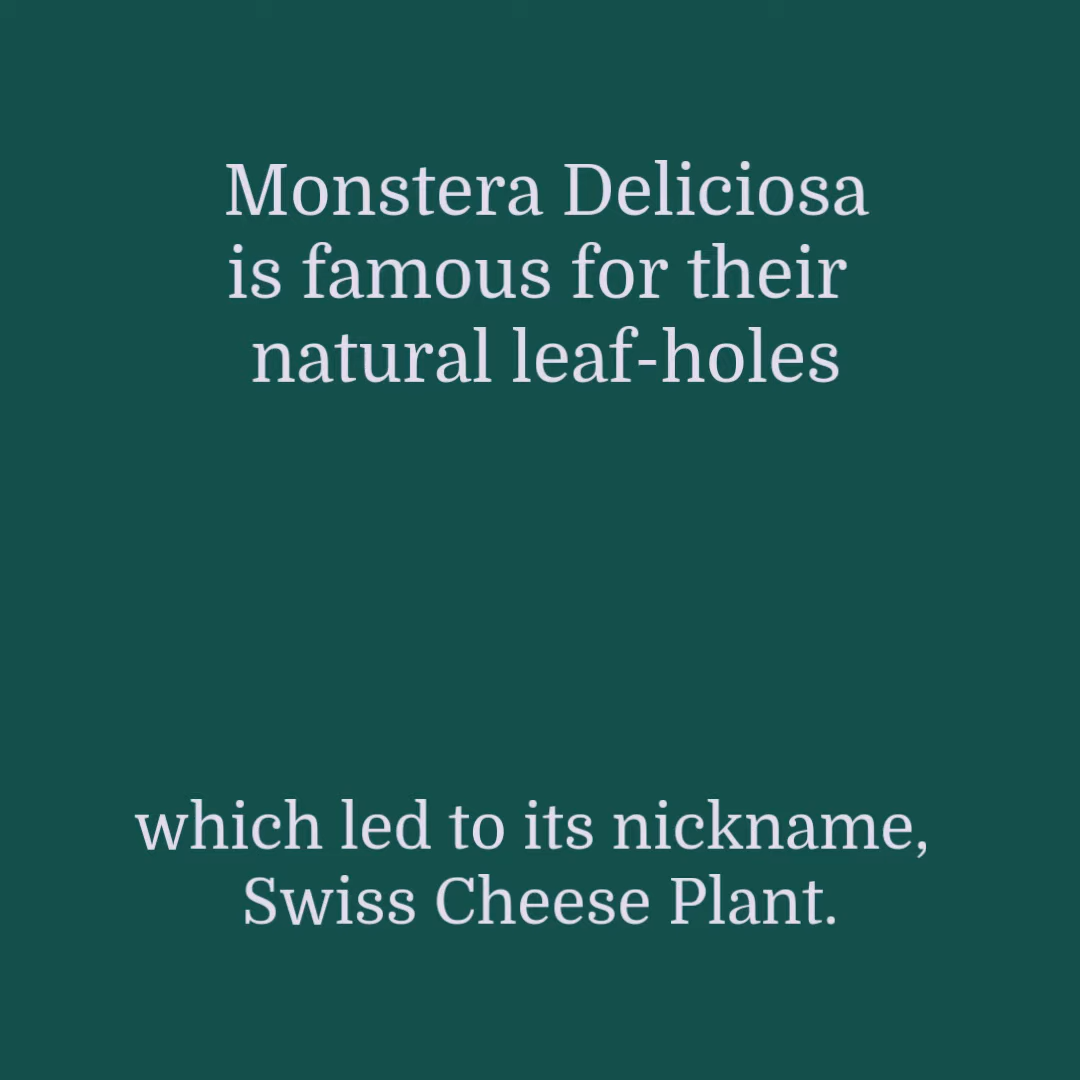 Monstera Deliciosa
is famous for their
natural leaf-holes
which led to its nickname,
Swiss Cheese Plant.